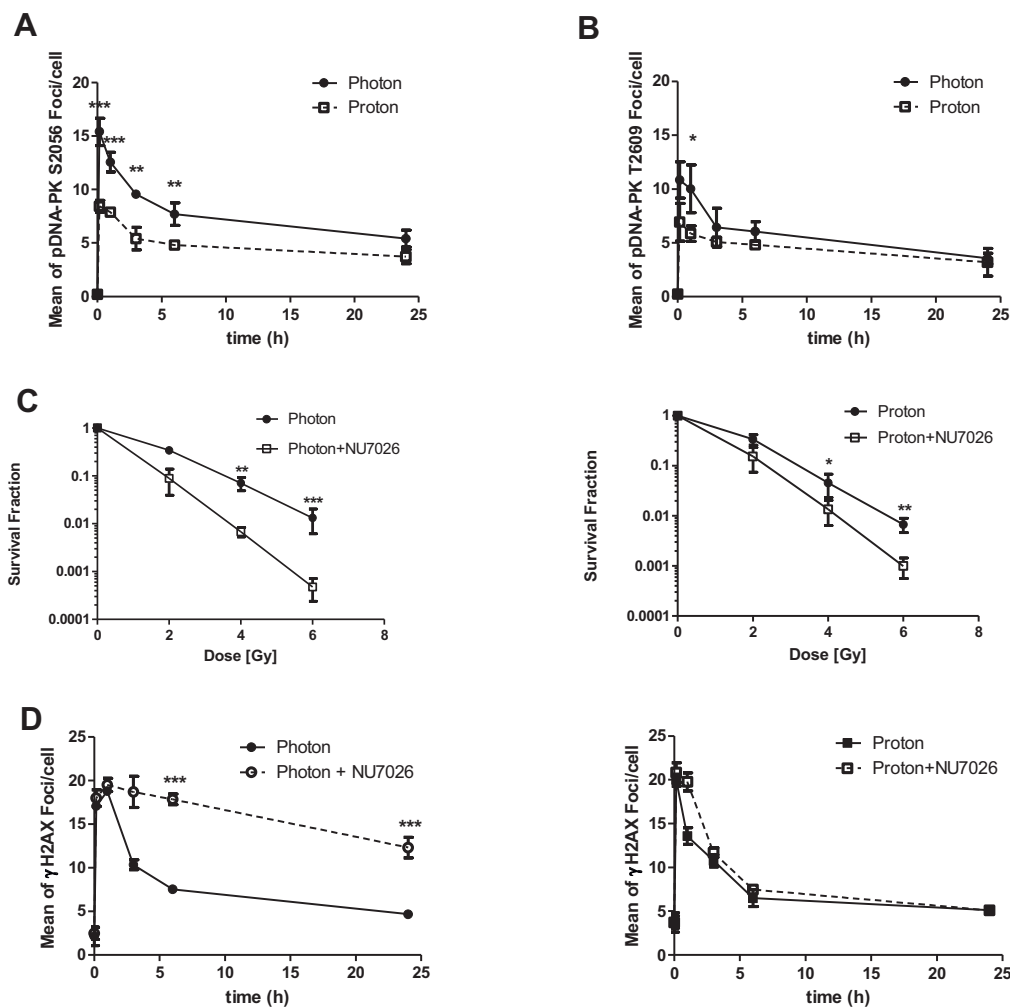 A
Mean of pDNA-PK S2056 Foci/cell
20
15
10
5
0
***
***
**
**
Photon
Proton
0 5 10 15 20 25
time (h)
B
Mean of pDNA-PK T2609 Foci/cell
20
15
10
5
0
*
Photon
Proton
0 5 10 15 20 25
time (h)
C
Survival Fraction
1
0.1
0.01
0.001
0.0001
Photon
Photon+NU7026
**
***
0 2 4 6 8
Dose [Gy]
Survival Fraction
1
0.1
0.01
0.001
0.0001
Proton
Proton+NU7026
*
**
0 2 4 6 8
Dose [Gy]
D
Mean of γH2AX Foci/cell
25
20
15
10
5
0
Photon
Photon + NU7026
***
***
0 5 10 15 20 25
time (h)
Mean of γH2AX Foci/cell
25
20
15
10
5
0
Proton
Proton+NU7026
0 5 10 15 20 25
time (h)